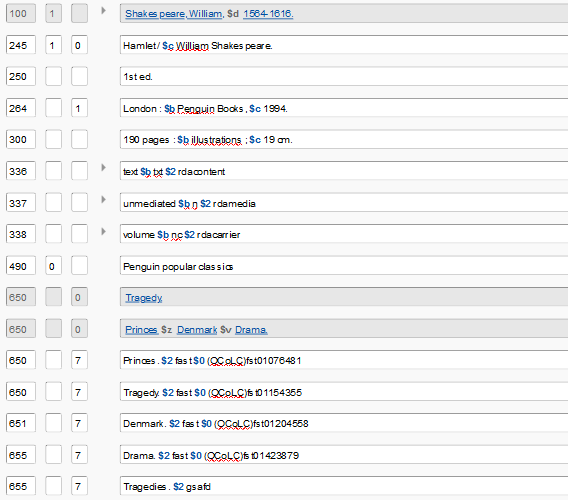 100 1 Shakespeare, William, $d 1564-1616.
245 1 0 Hamlet / $c William Shakespeare.
250 1st ed.
264 1 London : $b Penguin Books, $c 1994.
300 190 pages : $b illustrations ; $c 19 cm.
336 text $b txt $2 rdacontent
337 unmediated $b n $2 rdamedia
338 volume $b nc $2 rdacarrier
490 0 Penguin popular classics
650 0 Tragedy.
650 0 Princes $z Denmark $v Drama.
650 7 Princes. $2 fast $0 (OCoLC)fst01076481
650 7 Tragedy. $2 fast $0 (OCoLC)fst01154355
651 7 Denmark. $2 fast $0 (OCoLC)fst01204558
655 7 Drama. $2 fast $0 (OCoLC)fst01423879
655 7 Tragedies. $2 gsafd